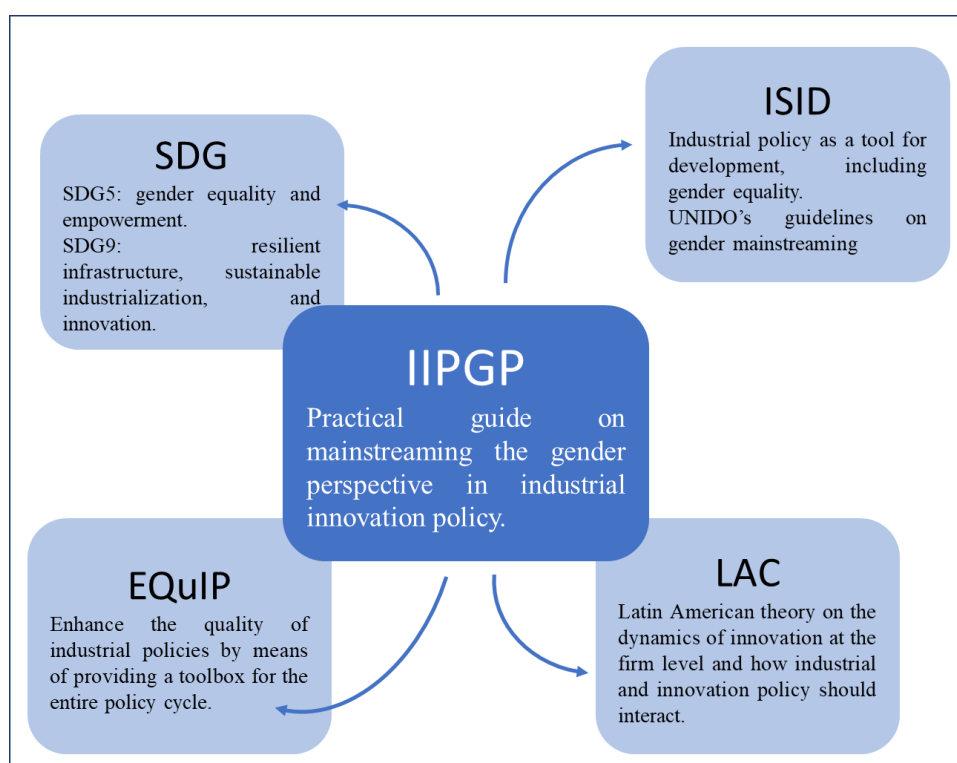 SDG
SDG5: gender equality and
empowerment.
SDG9: resilient
infrastructure, sustainable
industrialization, and
innovation.
ISID
Industrial policy as a tool for
development, including
gender equality.
UNIDO’s guidelines on
gender mainstreaming
IIPGP
Practical guide on
mainstreaming the gender
perspective in industrial
innovation policy.
EQuIP
Enhance the quality of
industrial policies by means
of providing a toolbox for the
entire policy cycle.
LAC
Latin American theory on the
dynamics of innovation at the
firm level and how industrial
and innovation policy should
interact.